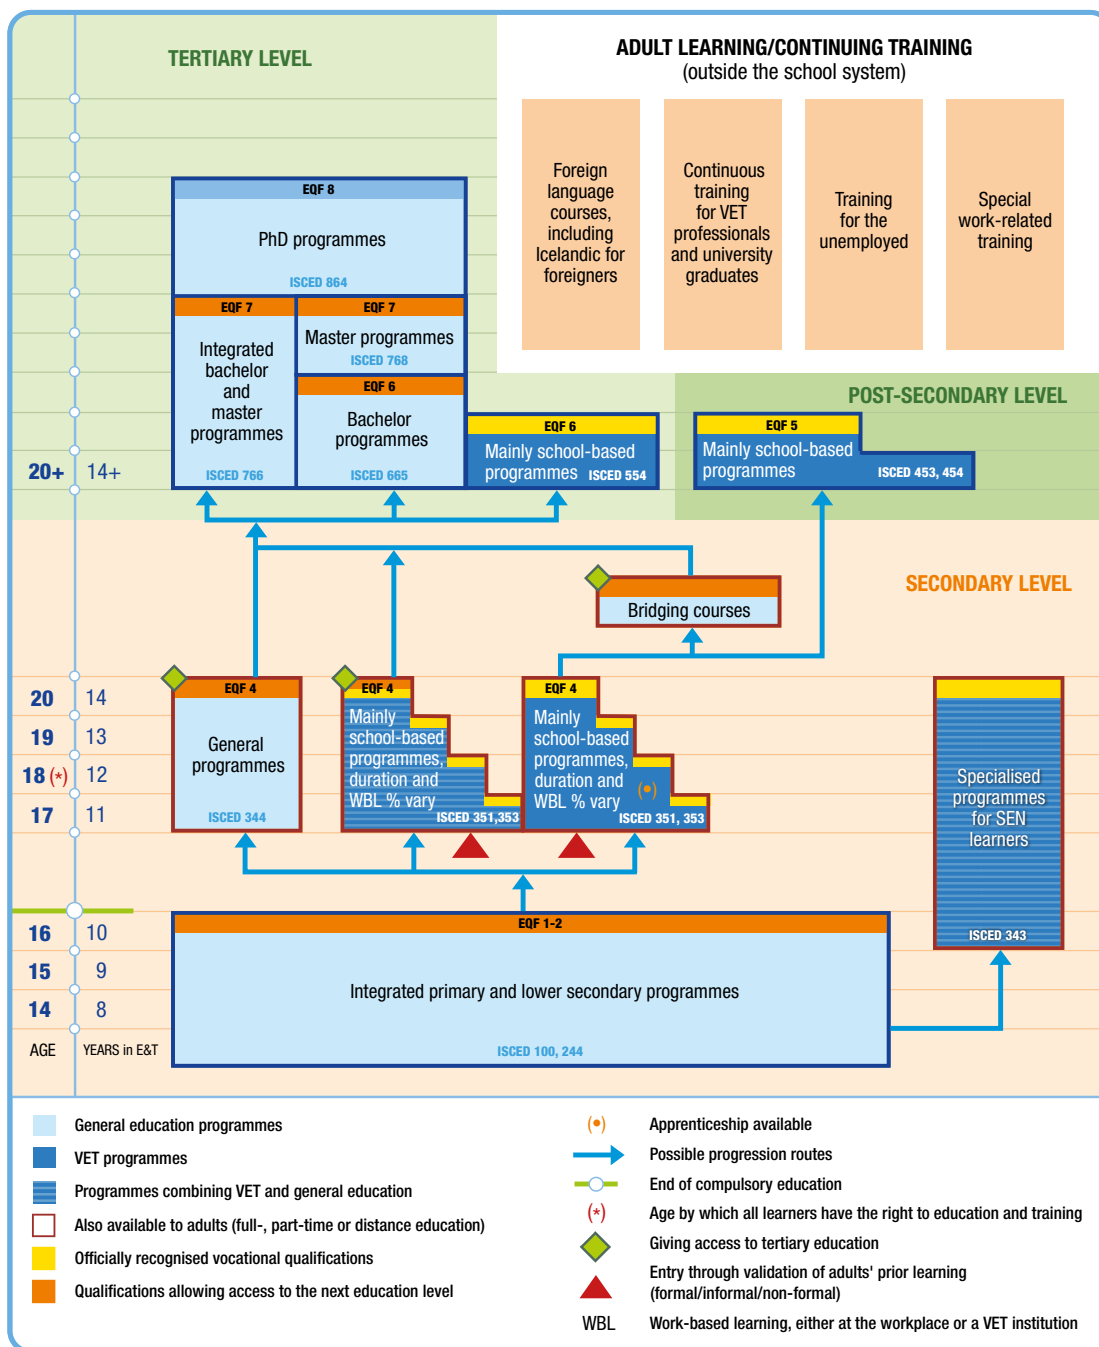 TERTIARY LEVEL
ADULT LEARNING/CONTINUING TRAINING
(outside the school system)
Foreign
language
courses,
including
Icelandic for
foreigners
Continuous
training
for VET
professionals
and university
graduates
Training
for the
unemployed
Special
work-related
training
EQF 8
PhD programmes
ISCED 864
EQF 7
Integrated
bachelor
and
master
programmes
ISCED 766
EQF 7
Master programmes
ISCED 768
EQF 6
Bachelor
programmes
ISCED 665
EQF 6
Mainly school-based
programmes ISCED 554
POST-SECONDARY LEVEL
EQF 5
Mainly school-based
programmes
ISCED 453, 454
20+ 14+
SECONDARY LEVEL
Bridging courses
EQF 4
General
programmes
ISCED 344
EQF 4
Mainly
school-based
programmes,
duration and
WBL % vary
ISCED 351,353
EQF 4
Mainly
school-based
programmes,
duration and
WBL % vary
(•)
ISCED 351, 353
Specialised
programmes
for SEN
learners
ISCED 343
20 14
19 13
18 (*) 12
17 11
EQF 1-2
Integrated primary and lower secondary programmes
ISCED 100, 244
16 10
15 9
14 8
AGE YEARS in E&T
General education programmes
VET programmes
Programmes combining VET and general education
Also available to adults (full-, part-time or distance education)
Officially recognised vocational qualifications
Qualifications allowing access to the next education level
(•) Apprenticeship available
Possible progression routes
End of compulsory education
(*) Age by which all learners have the right to education and training
Giving access to tertiary education
Entry through validation of adults' prior learning
(formal/informal/non-formal)
WBL Work-based learning, either at the workplace or a VET institution